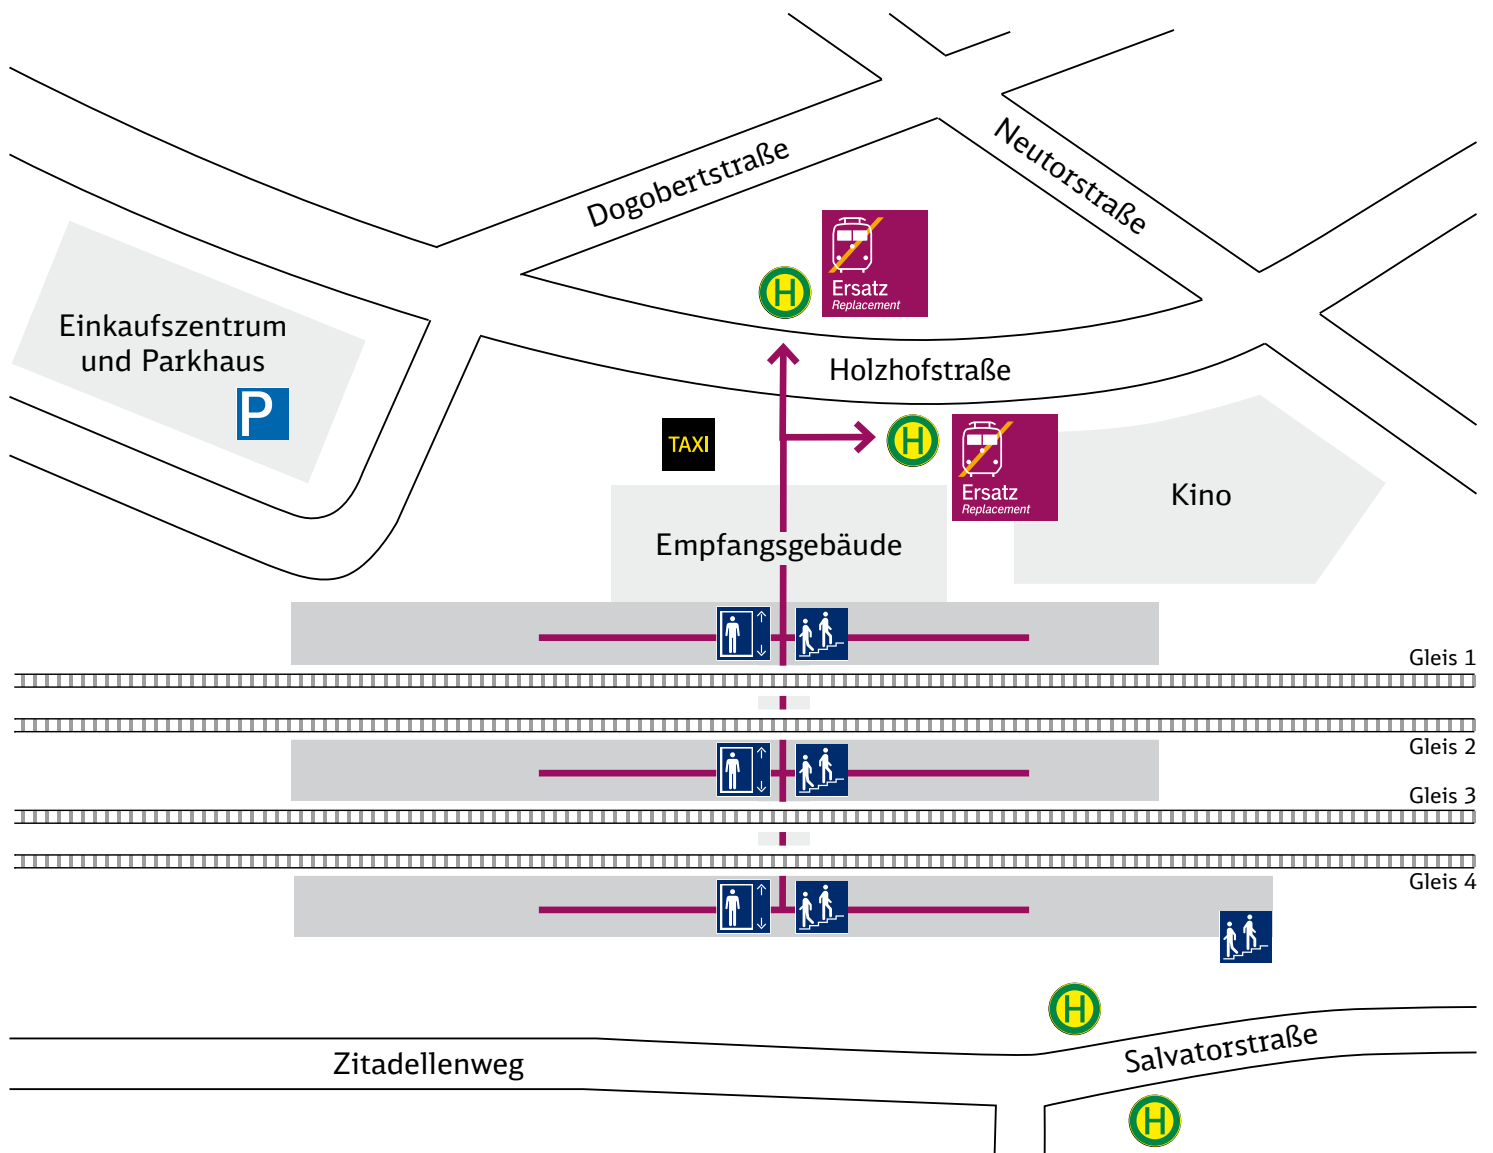 Dogobertstraße
Neutorstraße
H
Ersatz
Replacement
Einkaufszentrum
und Parkhaus
P
Holzhofstraße
TAXI
H
Ersatz
Replacement
Kino
Empfangsgebäude
Gleis 1
Gleis 2
Gleis 3
Gleis 4
H
Salvatorstraße
Zitadellenweg
H